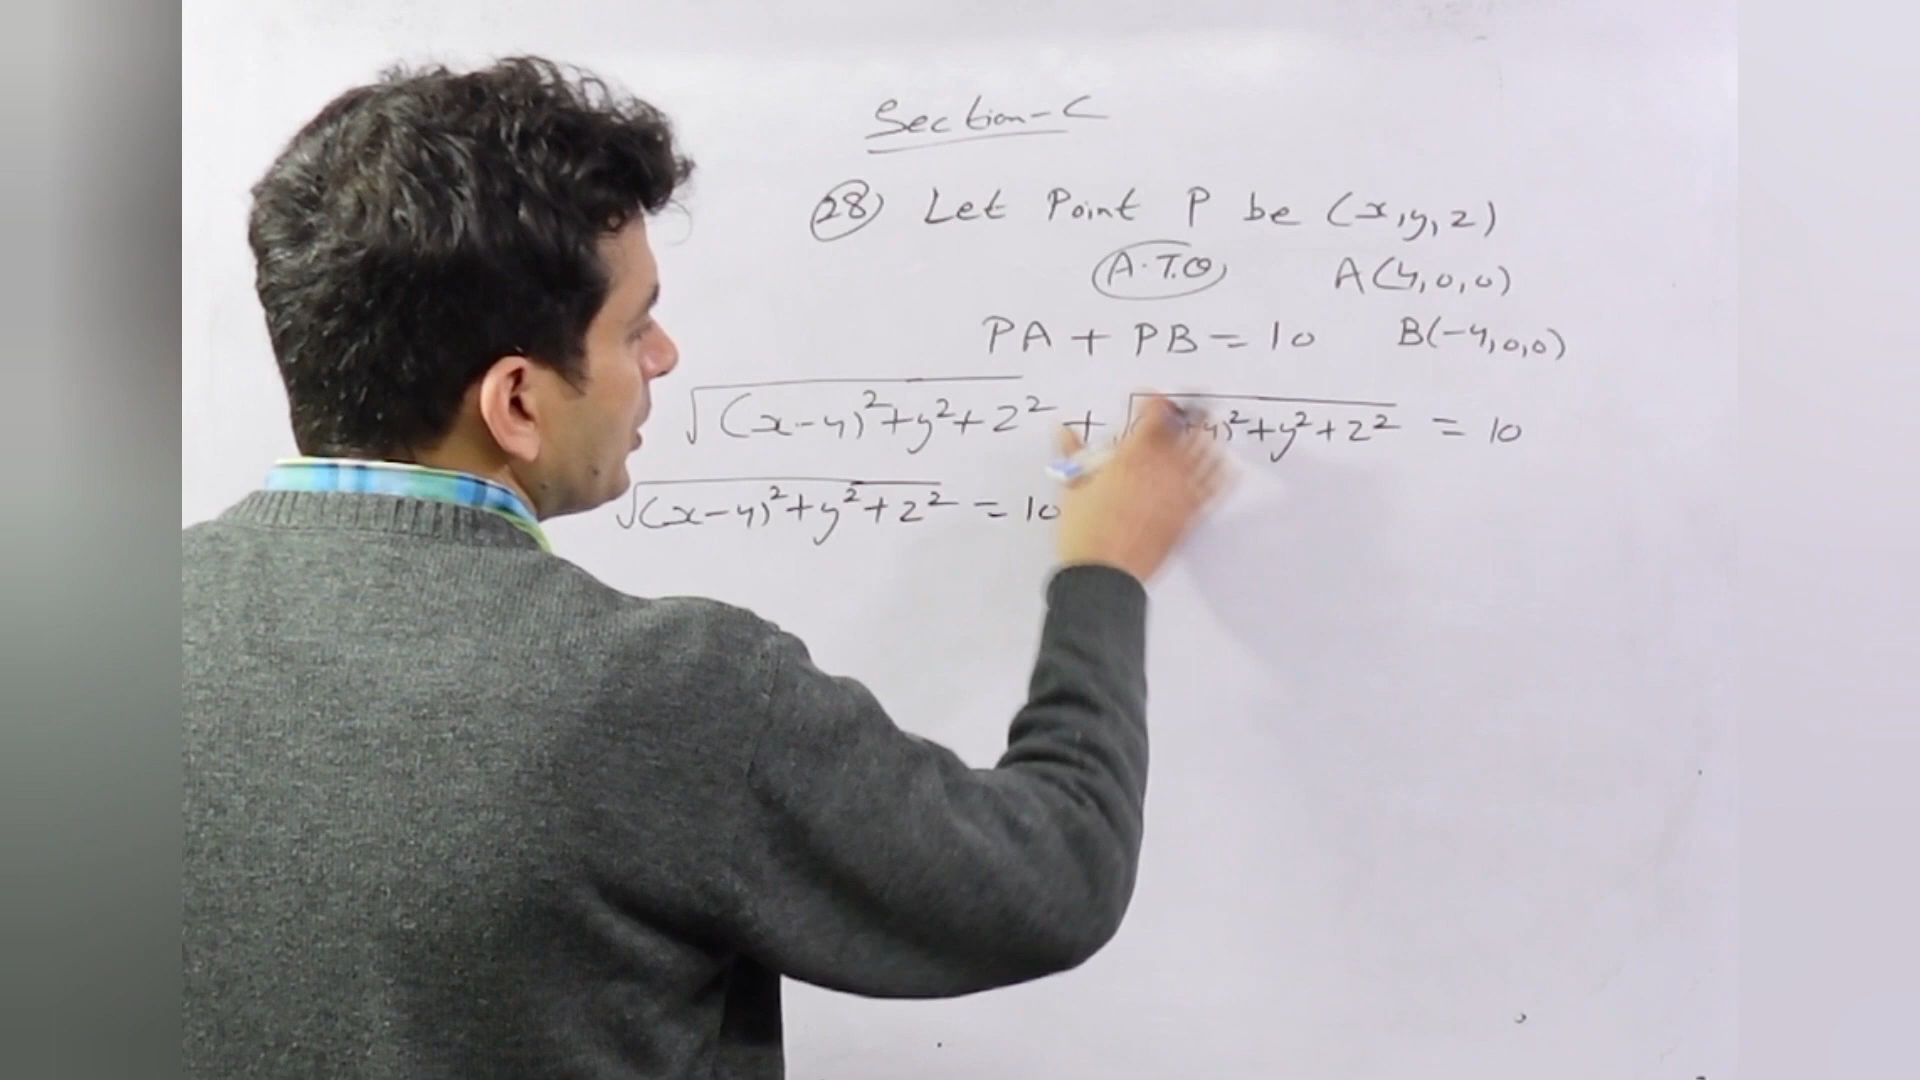 Section-C
28) Let Point P be (x,y,z)
A.T.Q A(4,0,0)
PA + PB = 10 B(-4,0,0)
√(x-4)²+y²+z² + √ +4)²+y²+z² = 10
√(x-4)²+y²+z² = 10